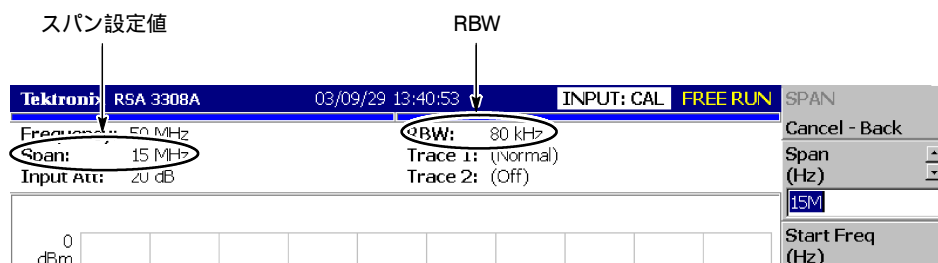 スパン設定値 RBW
Tektronix RSA 3308A 03/09/29 13:40:53 INPUT: CAL FREE RUN SPAN
Frequency: 50 MHz RBW: 80 kHz Cancel - Back
Span: 15 MHz Trace 1: (Normal) Span
Input Att: 20 dB Trace 2: (Off) (Hz)
15M
0 Start Freq
dBm (Hz)